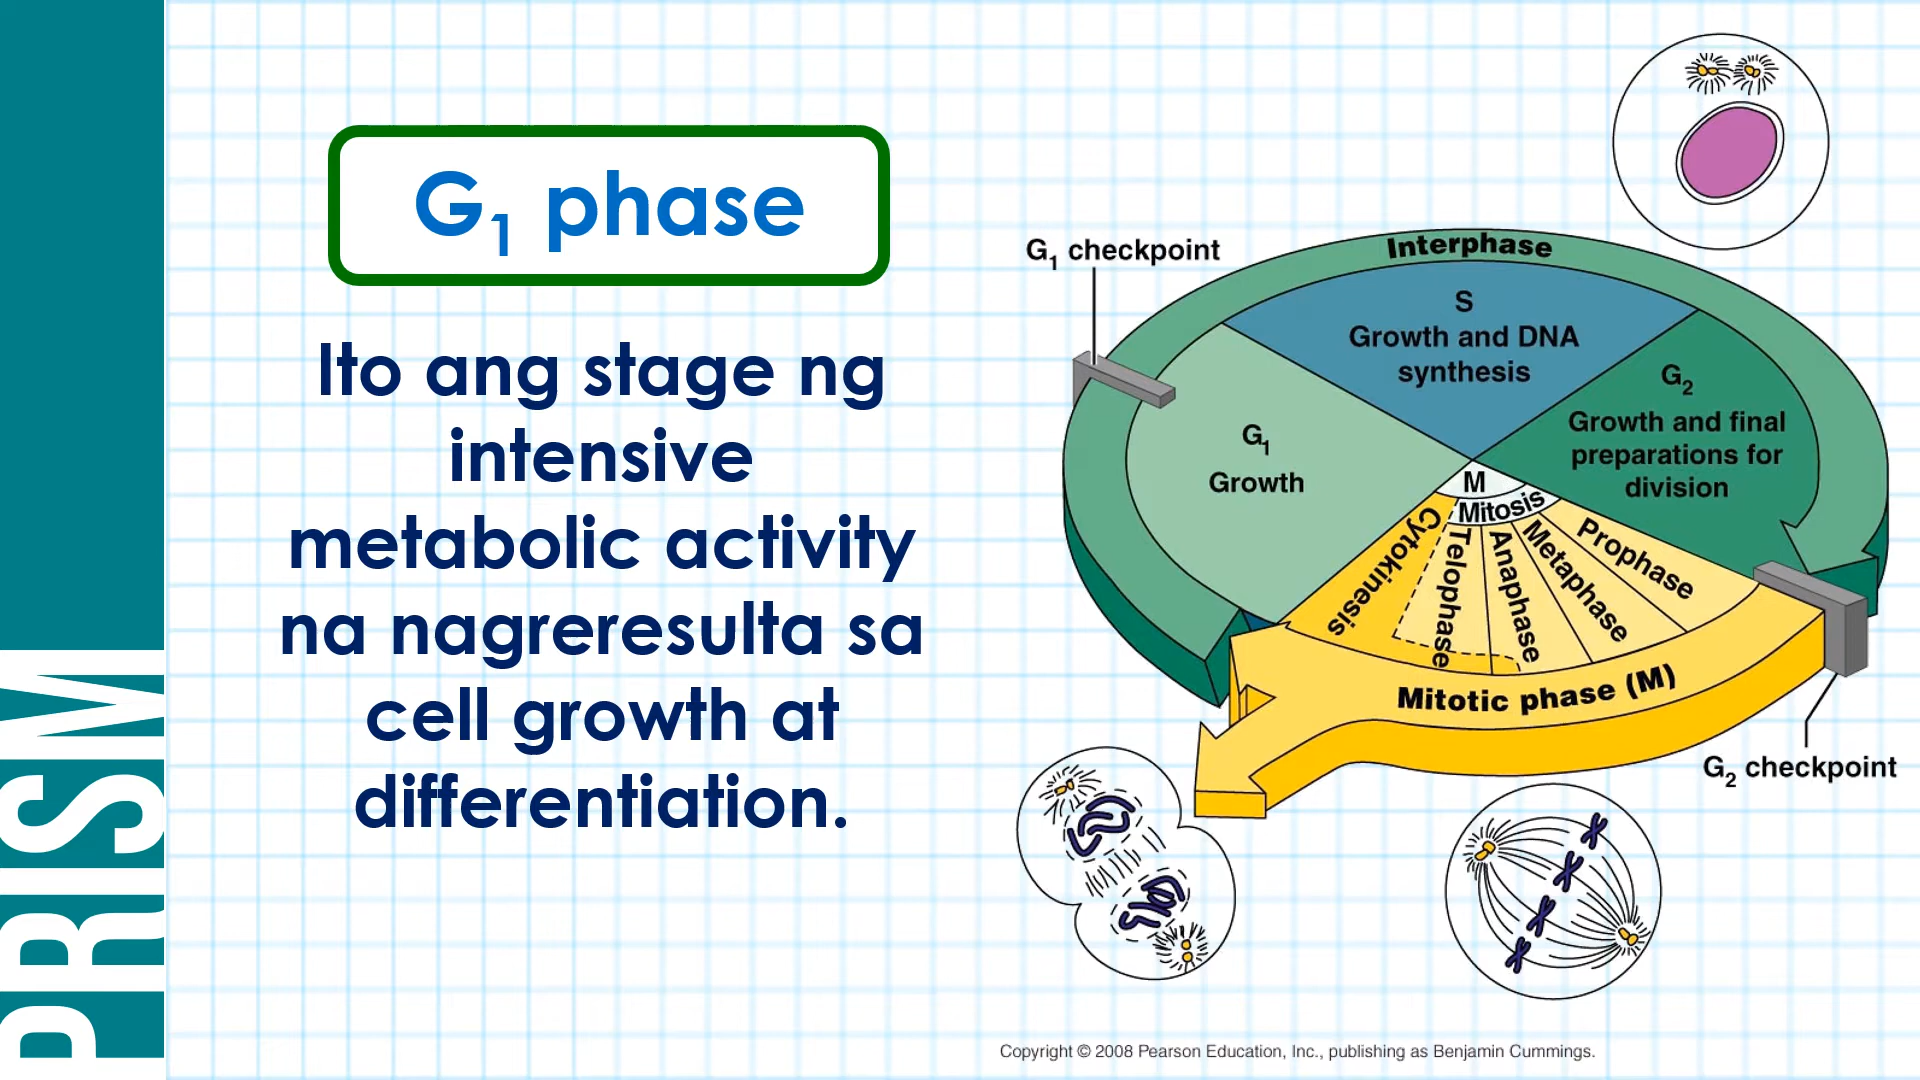 PRISM
G₁ phase
Ito ang stage ng
intensive
metabolic activity
na nagreresulta sa
cell growth at
differentiation.
G₁ checkpoint
Interphase
S
Growth and DNA
synthesis
G₂
Growth and final
preparations for
division
G₁
Growth
M
Mitosis
Cytokinesis
Telophase
Anaphase
Metaphase
Prophase
Mitotic phase (M)
G₂ checkpoint
Copyright © 2008 Pearson Education, Inc., publishing as Benjamin Cummings.